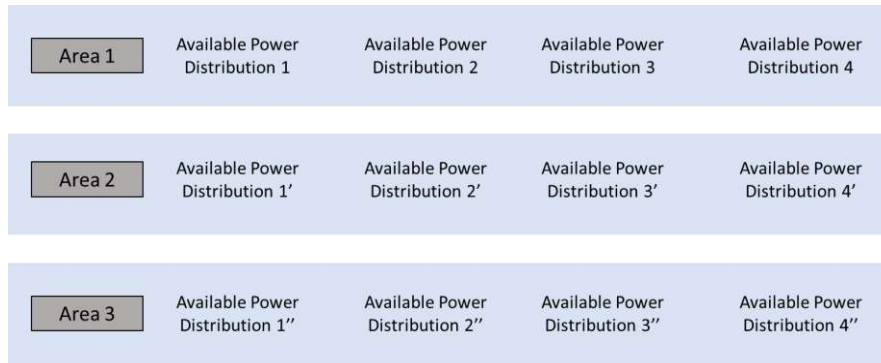 Area 1
Available Power
Distribution 1
Available Power
Distribution 2
Available Power
Distribution 3
Available Power
Distribution 4
Area 2
Available Power
Distribution 1’
Available Power
Distribution 2’
Available Power
Distribution 3’
Available Power
Distribution 4’
Area 3
Available Power
Distribution 1’’
Available Power
Distribution 2’’
Available Power
Distribution 3’’
Available Power
Distribution 4’’